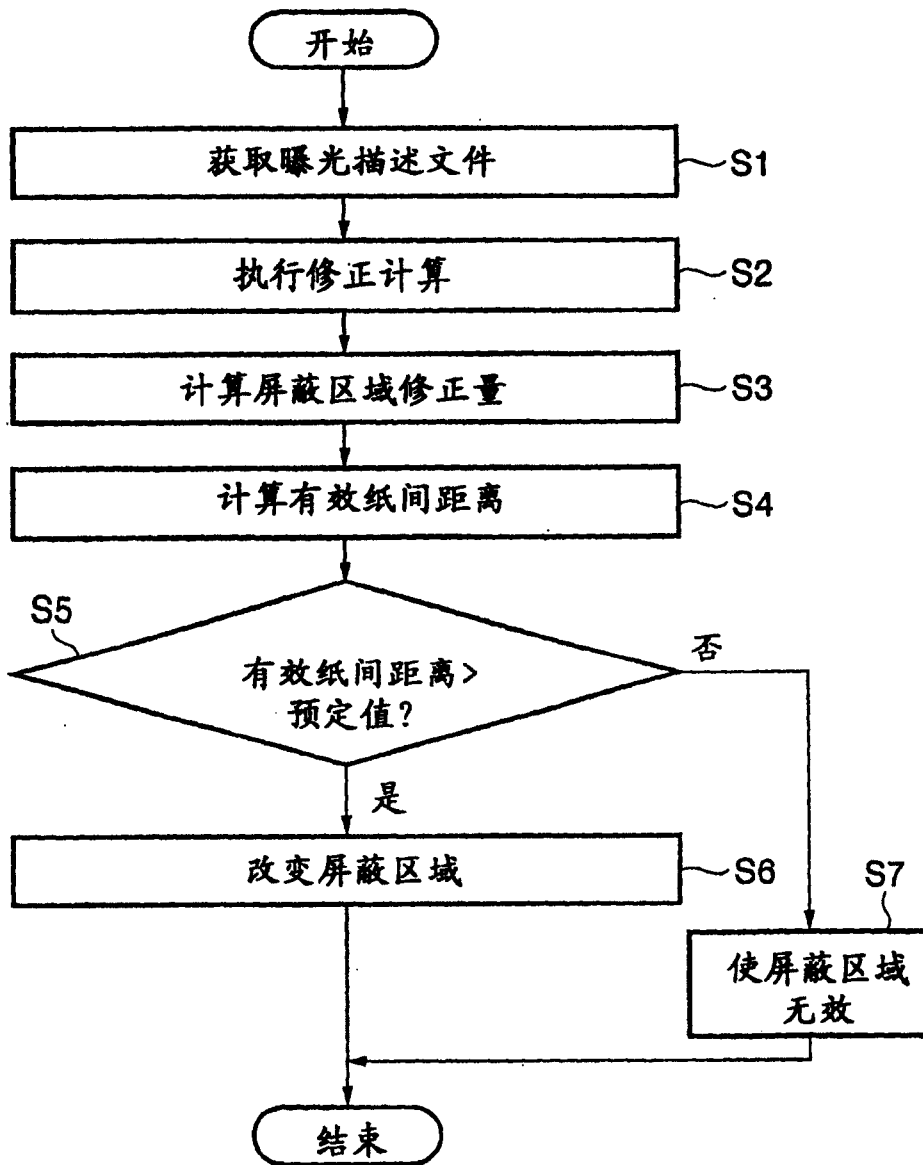 开始
获取曝光描述文件
S1
执行修正计算
S2
计算屏蔽区域修正量
S3
计算有效纸间距离
S4
S5
有效纸间距离>
预定值?
否
是
改变屏蔽区域
S6
S7
使屏蔽区域
无效
结束